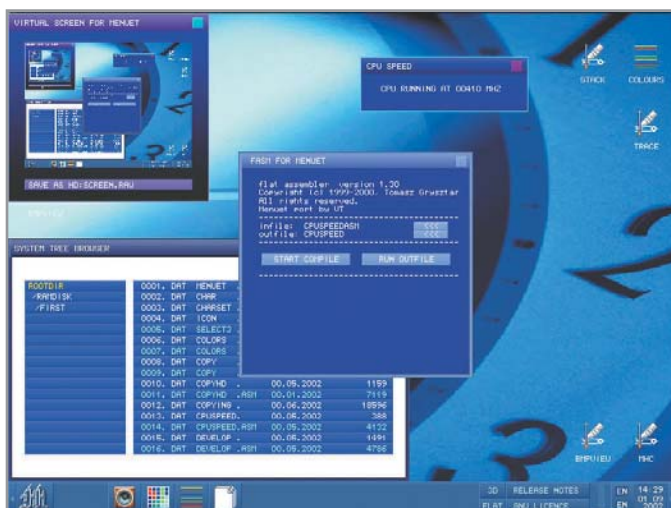 VIRTUAL SCREEN FOR MENUET
SAVE AS HD:SCREEN.RAW
CPU SPEED
CPU RUNNING AT 00410 MHZ
STACK
COLOURS
TRACE
FASM FOR MENUET
flat assembler version 1.30
Copyright (c) 1999-2000, Tomasz Grysztar
All rights reserved.
Menuet port by VT
infile: CPUSPEEDASM <<<
outfile: CPUSPEED <<<
START COMPILE
RUN OUTFILE
SYSTEM TREE BROWSER
ROOTDIR
/RAMDISK
/FIRST
0001. DAT MENUET .
0002. DAT CHAR .
0003. DAT CHARSET .
0004. DAT ICON .
0005. DAT SELECT2 .
0006. DAT COLORS .
0007. DAT COLORS .
0008. DAT COPY .
0009. DAT COPY .
0010. DAT COPYHD . 00.05.2002 1159
0011. DAT COPYHD .ASM 00.01.2002 7119
0012. DAT COPYING . 00.06.2002 18596
0013. DAT CPUSPEED. 00.05.2002 388
0014. DAT CPUSPEED.ASM 00.05.2002 4132
0015. DAT DEVELOP . 00.05.2002 1491
0016. DAT DEVELOP .ASM 00.05.2002 4786
BMPVIEW
MHC
3D
RELEASE NOTES
FLAT
GNU LICENCE
EN 14:29
01.09
EN 2002